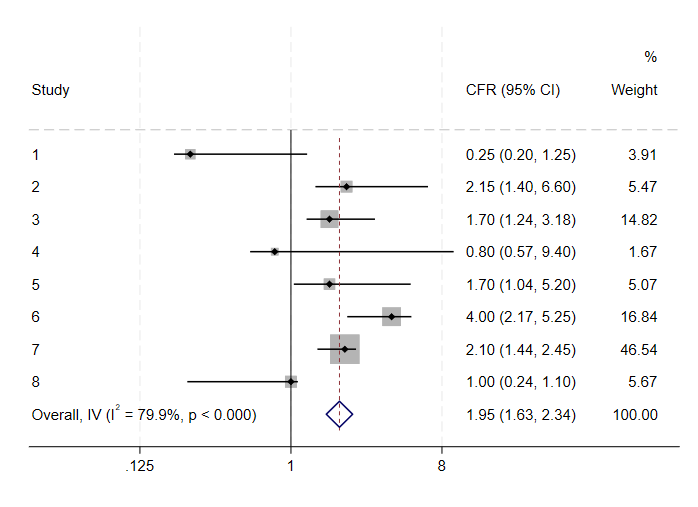 %
Study CFR (95% CI) Weight
1 0.25 (0.20, 1.25) 3.91
2 2.15 (1.40, 6.60) 5.47
3 1.70 (1.24, 3.18) 14.82
4 0.80 (0.57, 9.40) 1.67
5 1.70 (1.04, 5.20) 5.07
6 4.00 (2.17, 5.25) 16.84
7 2.10 (1.44, 2.45) 46.54
8 1.00 (0.24, 1.10) 5.67
Overall, IV (I² = 79.9%, p < 0.000) 1.95 (1.63, 2.34) 100.00
.125 1 8